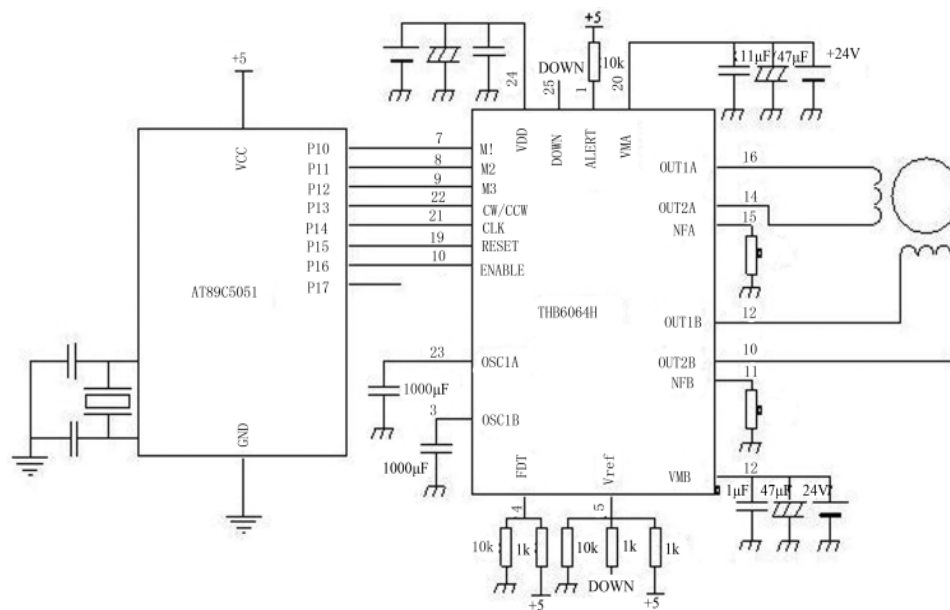 +5
24
DOWN
25
+5
10k
1
20
11μF
47μF
+24V
VCC
P10
P11
P12
P13
P14
P15
P16
P17
AT89C5051
GND
7
8
9
22
21
19
10
M!
M2
M3
CW/CCW
CLK
RESET
ENABLE
VDD
DOWN
ALERT
VMA
THB6064H
OUT1A
OUT2A
NFA
OUT1B
OUT2B
NFB
VMB
OSC1A
OSC1B
FDT
Vref
16
14
15
12
10
11
12
23
1000μF
3
1000μF
1μF
47μF
24V
4
5
10k
1k
+5
10k
1k
DOWN
1k
+5